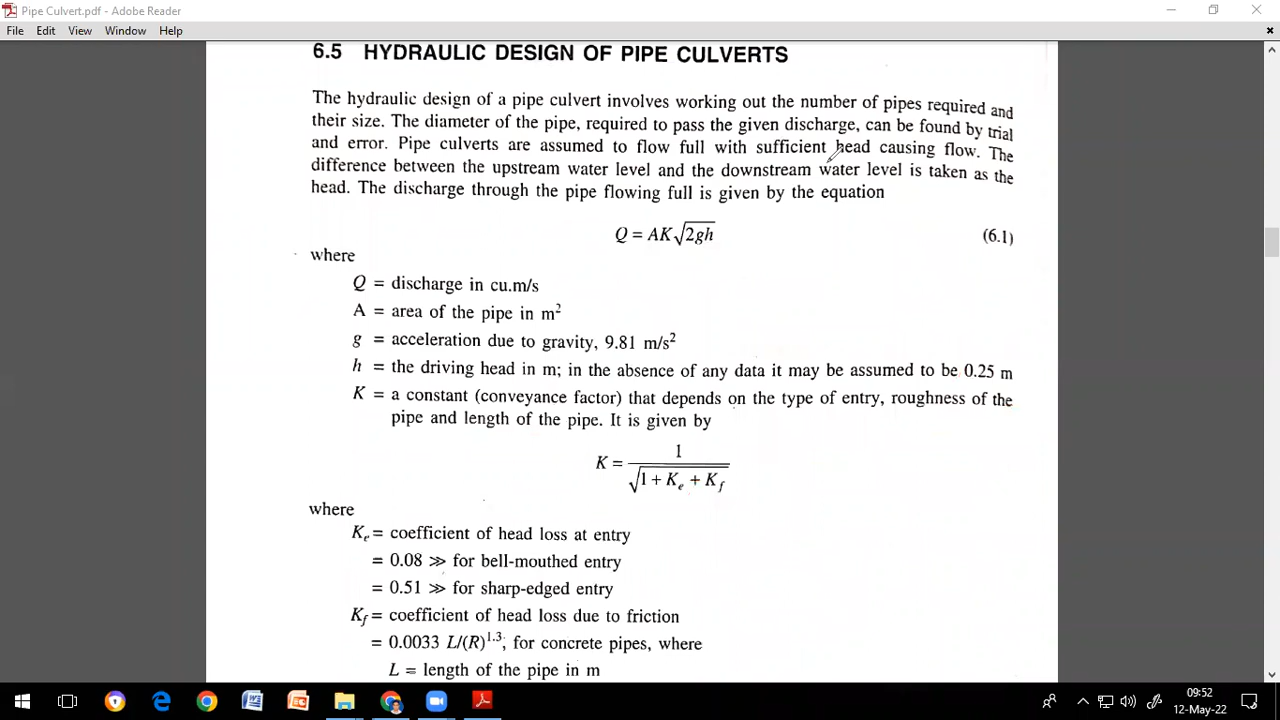 Pipe Culvert.pdf - Adobe Reader
File Edit View Window Help
6.5 HYDRAULIC DESIGN OF PIPE CULVERTS
The hydraulic design of a pipe culvert involves working out the number of pipes required and
their size. The diameter of the pipe, required to pass the given discharge, can be found by trial
and error. Pipe culverts are assumed to flow full with sufficient head causing flow. The
difference between the upstream water level and the downstream water level is taken as the
head. The discharge through the pipe flowing full is given by the equation
Q = AK√2gh (6.1)
where
Q = discharge in cu.m/s
A = area of the pipe in m²
g = acceleration due to gravity, 9.81 m/s²
h = the driving head in m; in the absence of any data it may be assumed to be 0.25 m
K = a constant (conveyance factor) that depends on the type of entry, roughness of the
pipe and length of the pipe. It is given by
K = 1/√1 + Kₑ + K_f
where
Kₑ = coefficient of head loss at entry
= 0.08 ≫ for bell-mouthed entry
= 0.51 ≫ for sharp-edged entry
K_f = coefficient of head loss due to friction
= 0.0033 L/(R)^1.3; for concrete pipes, where
L = length of the pipe in m
09:52
12-May-22